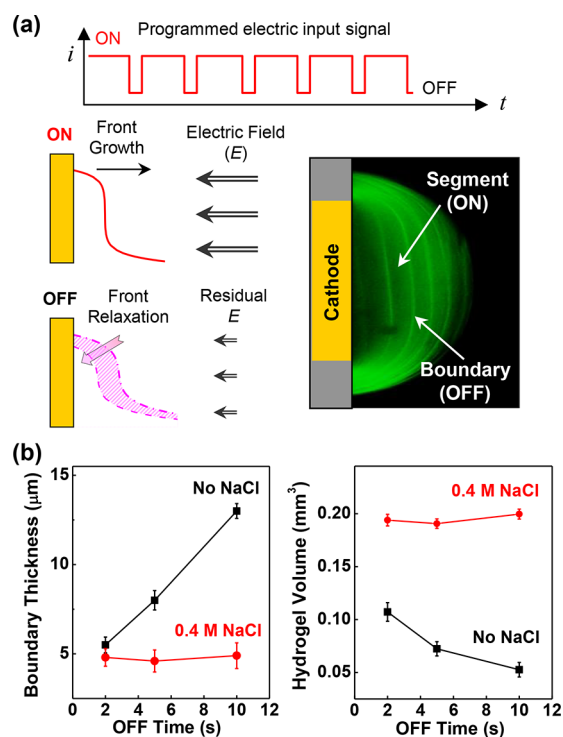 (a)
Programmed electric input signal
i
ON
OFF
t
ON
Front
Growth
Electric Field
(E)
OFF
Front
Relaxation
Residual
E
Cathode
Segment
(ON)
Boundary
(OFF)
(b)
Boundary Thickness (μm)
15
10
5
0
No NaCl
0.4 M NaCl
0 2 4 6 8 10 12
OFF Time (s)
Hydrogel Volume (mm³)
0.20
0.15
0.10
0.05
0.4 M NaCl
No NaCl
0 2 4 6 8 10 12
OFF Time (s)